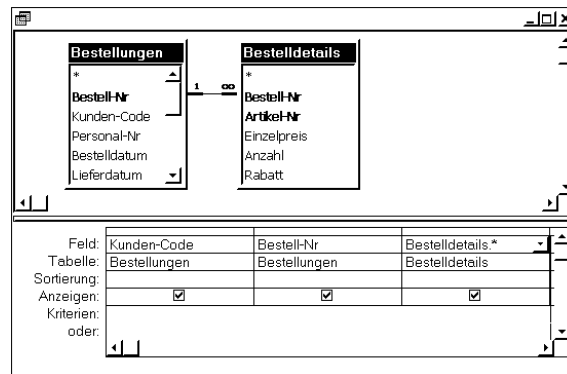 Bestellungen
*
Bestell-Nr
Kunden-Code
Personal-Nr
Bestelldatum
Lieferdatum
1 ∞
Bestelldetails
*
Bestell-Nr
Artikel-Nr
Einzelpreis
Anzahl
Rabatt
Feld: Kunden-Code Bestell-Nr Bestelldetails.*
Tabelle: Bestellungen Bestellungen Bestelldetails
Sortierung:
Anzeigen:
Kriterien:
oder: